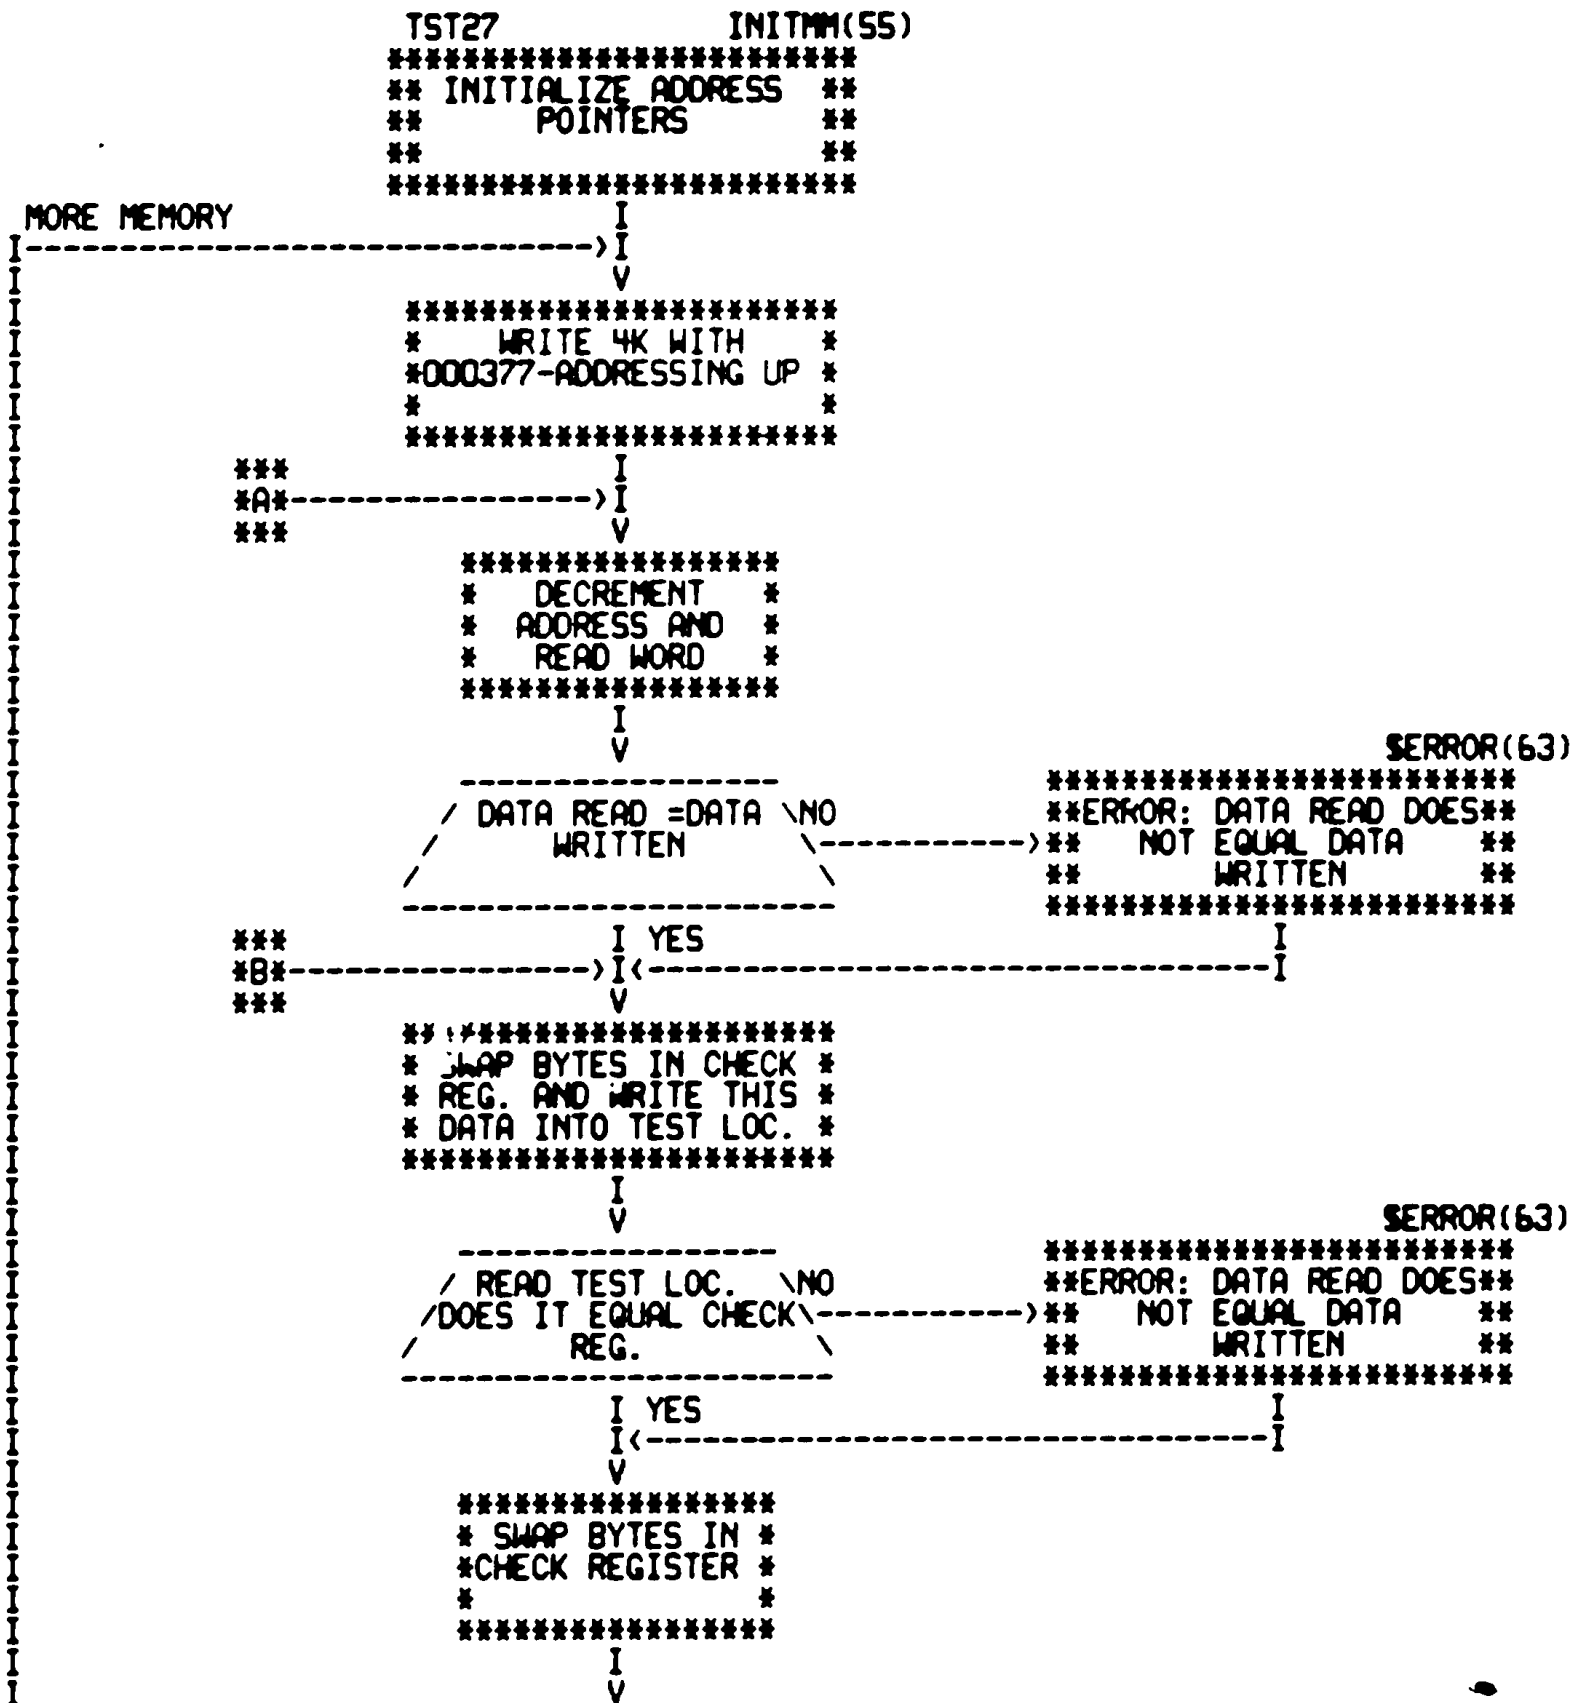 TST27 INITMM(55)
************************
** INITIALIZE ADDRESS **
** POINTERS **
** **
************************
MORE MEMORY I
I------------------------------>I
V
**********************
* WRITE 4K WITH *
*000377-ADDRESSING UP *
* *
**********************
*** I
*A*----------------->I
*** V
*****************
* DECREMENT *
* ADDRESS AND *
* READ WORD *
*****************
I
V
$ERROR(63)
----------------- ************************
/ DATA READ =DATA \NO **ERROR: DATA READ DOES**
/ WRITTEN \------------>** NOT EQUAL DATA **
/ \ ** WRITTEN **
----------------------- ************************
*** I YES I
*B*----------------->I<---------------------------------I
*** V
**********************
* SWAP BYTES IN CHECK *
* REG. AND WRITE THIS *
* DATA INTO TEST LOC. *
**********************
I
V
$ERROR(63)
----------------- ************************
/ READ TEST LOC. \NO **ERROR: DATA READ DOES**
/DOES IT EQUAL CHECK\------------>** NOT EQUAL DATA **
/ REG. \ ** WRITTEN **
----------------------- ************************
I YES I
I<---------------------------------I
V
*****************
* SWAP BYTES IN *
*CHECK REGISTER *
* *
*****************
I
V